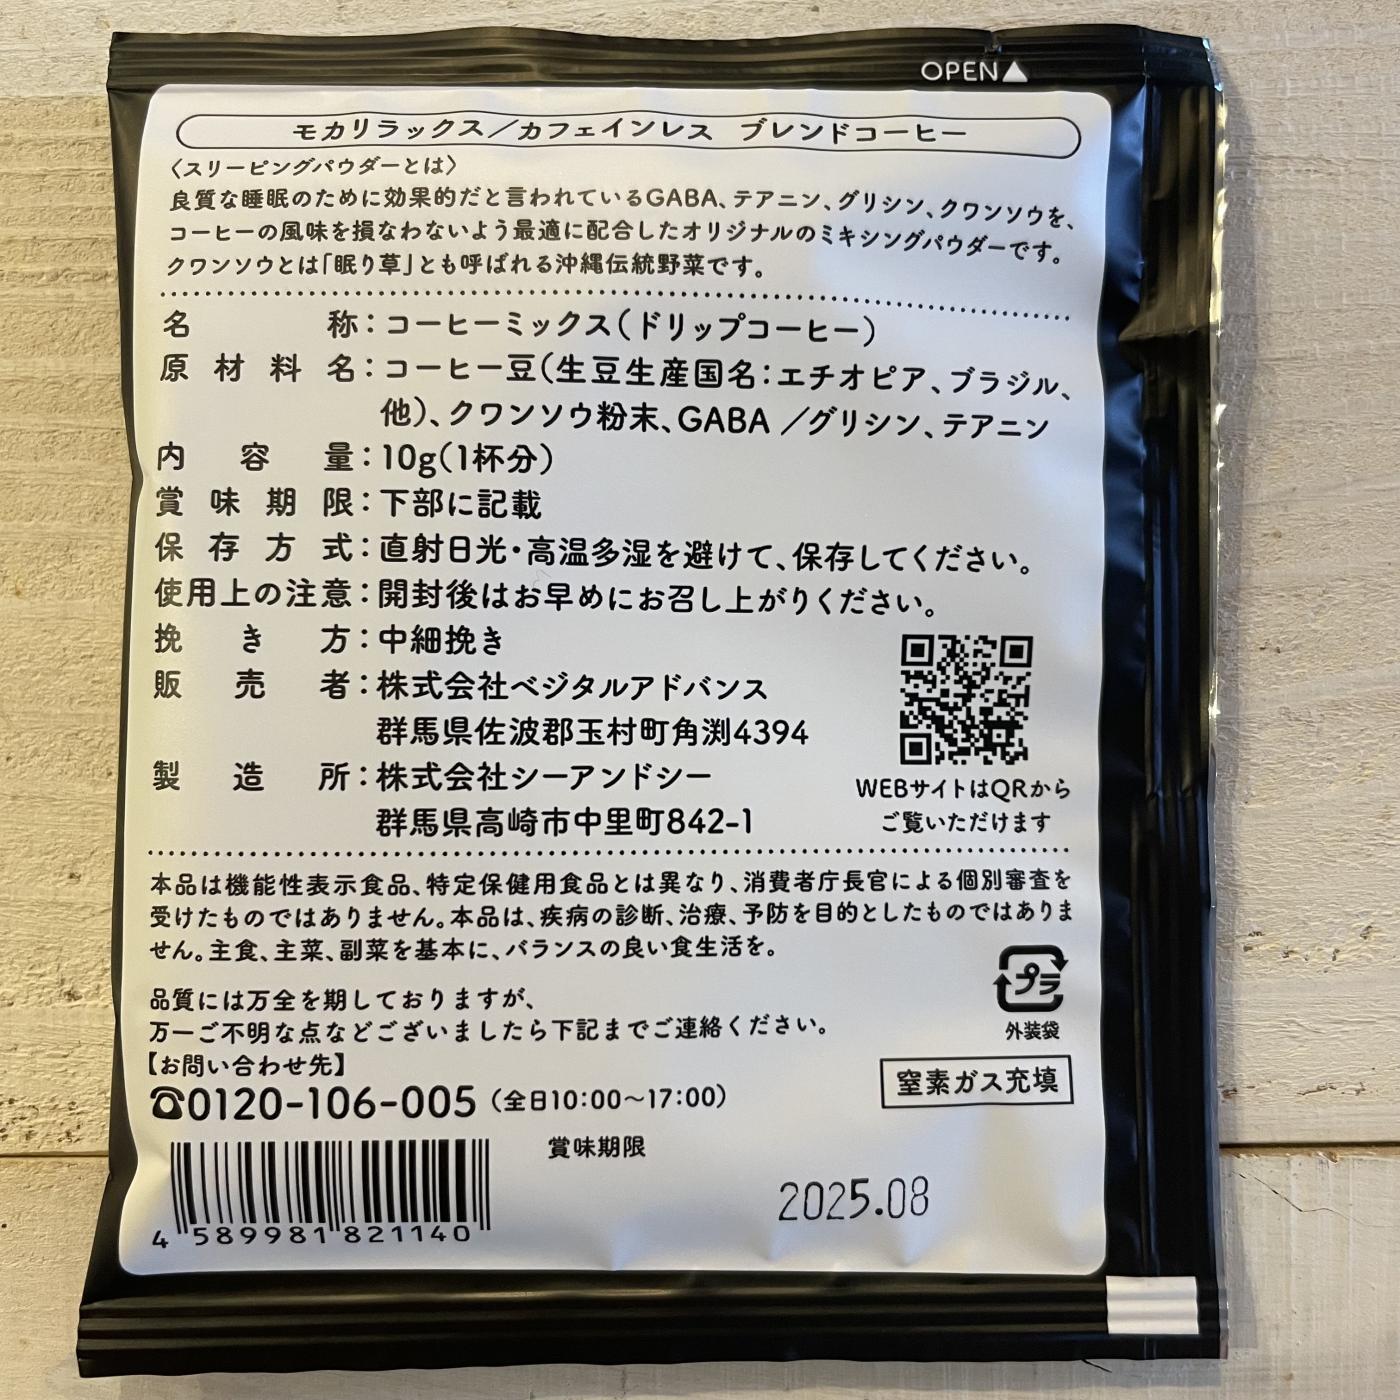 OPEN▲
モカリラックス／カフェインレス ブレンドコーヒー
〈スリーピングパウダーとは〉
良質な睡眠のために効果的だと言われているGABA、テアニン、グリシン、クワンソウを、
コーヒーの風味を損なわないよう最適に配合したオリジナルのミキシングパウダーです。
クワンソウとは「眠り草」とも呼ばれる沖縄伝統野菜です。
名称：コーヒーミックス（ドリップコーヒー）
原材料名：コーヒー豆（生豆生産国名：エチオピア、ブラジル、
他）、クワンソウ粉末、GABA ／グリシン、テアニン
内容量：10g（1杯分）
賞味期限：下部に記載
保存方式：直射日光・高温多湿を避けて、保存してください。
使用上の注意：開封後はお早めにお召し上がりください。
挽き方：中細挽き
販売者：株式会社ベジタルアドバンス
群馬県佐波郡玉村町角渕4394
製造所：株式会社シーアンドシー
群馬県高崎市中里町842-1
WEBサイトはQRから
ご覧いただけます
本品は機能性表示食品、特定保健用食品とは異なり、消費者庁長官による個別審査を
受けたものではありません。本品は、疾病の診断、治療、予防を目的としたものではありま
せん。主食、主菜、副菜を基本に、バランスの良い食生活を。
プラ
外装袋
品質には万全を期しておりますが、
万一ご不明な点などございましたら下記までご連絡ください。
【お問い合わせ先】
☎0120-106-005（全日10:00～17:00）
窒素ガス充填
賞味期限
2025.08
4 589981 821140